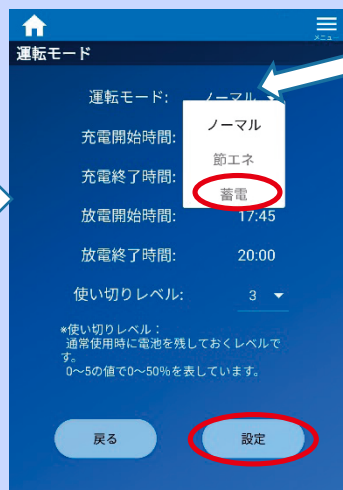 メニュー
運転モード
運転モード: ノーマル
ノーマル
節エネ
蓄電
充電開始時間:
充電終了時間:
放電開始時間: 17:45
放電終了時間: 20:00
使い切りレベル: 3
*使い切りレベル：
通常使用時に電池を残しておくレベルで
す。
0〜5の値で0〜50%を表しています。
戻る 設定